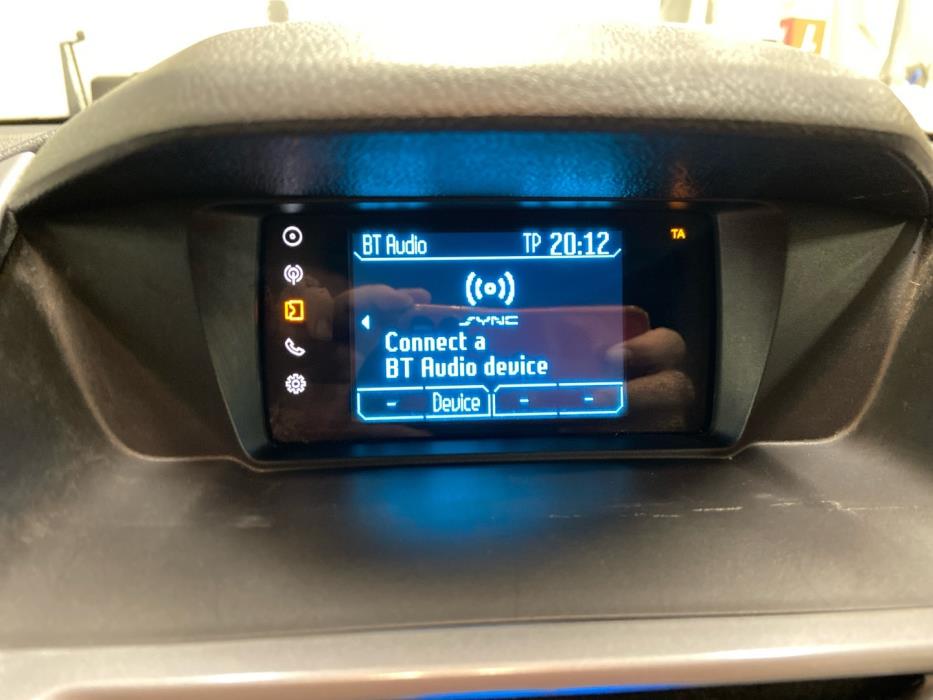 BT Audio TP 20:12
TA
SYNC
Connect a
BT Audio device
- Device - -